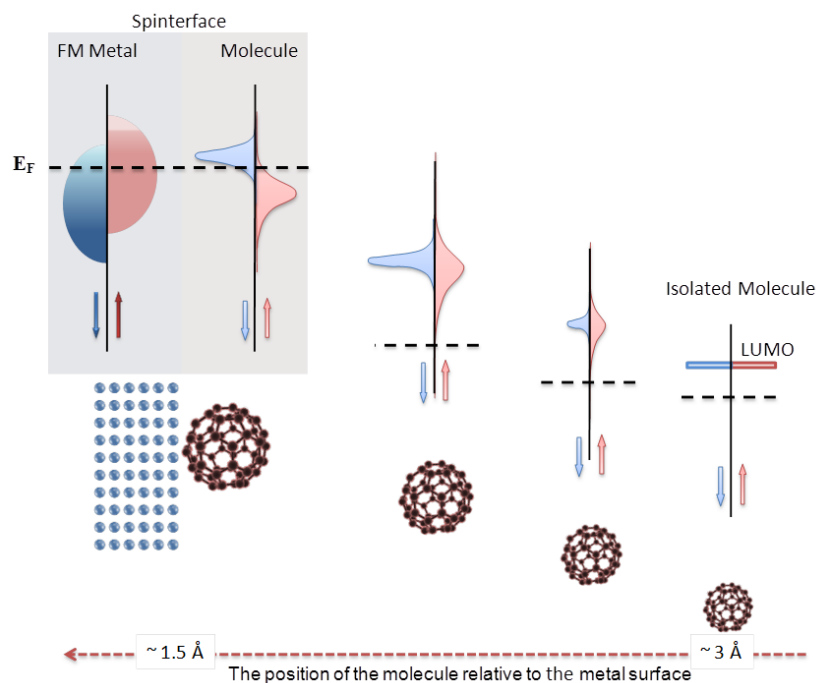 Spinterface
FM Metal
Molecule
E_F
Isolated Molecule
LUMO
~ 1.5 Å
~ 3 Å
The position of the molecule relative to the metal surface